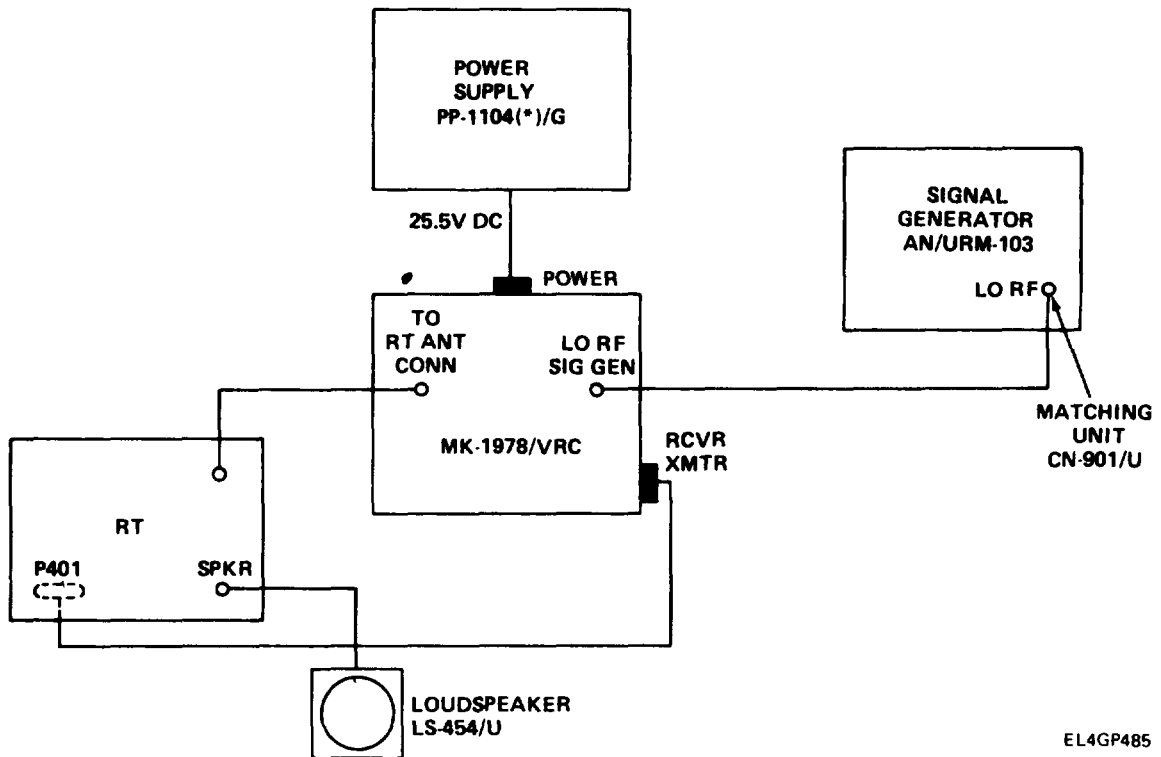 POWER
SUPPLY
PP-1104(*)/G
25.5V DC
POWER
SIGNAL
GENERATOR
AN/URM-103
LO RF
TO
RT ANT
CONN
LO RF
SIG GEN
MK-1978/VRC
RCVR
XMTR
MATCHING
UNIT
CN-901/U
RT
P401
SPKR
LOUDSPEAKER
LS-454/U
EL4GP485